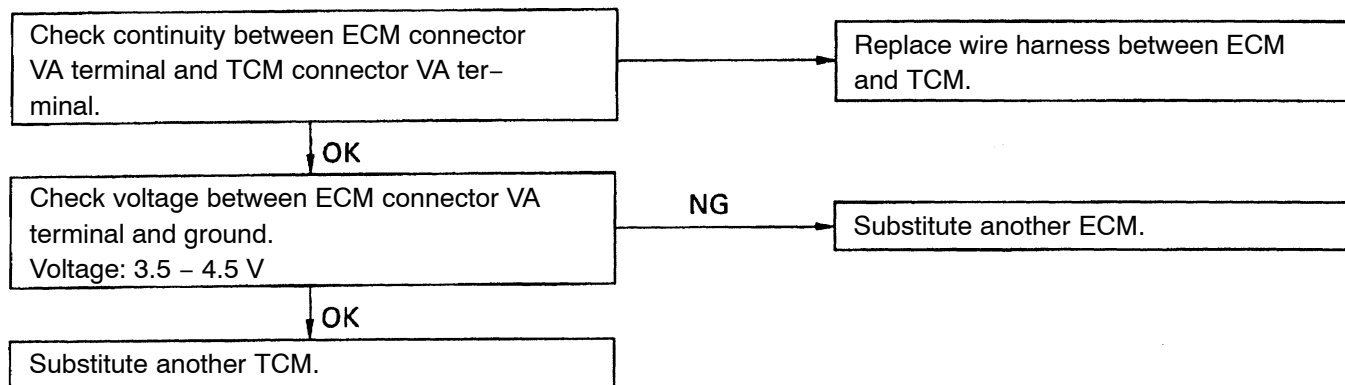 Check continuity between ECM connector
VA terminal and TCM connector VA ter–
minal.
Replace wire harness between ECM
and TCM.
OK
Check voltage between ECM connector VA
terminal and ground.
Voltage: 3.5 – 4.5 V
NG
Substitute another ECM.
OK
Substitute another TCM.